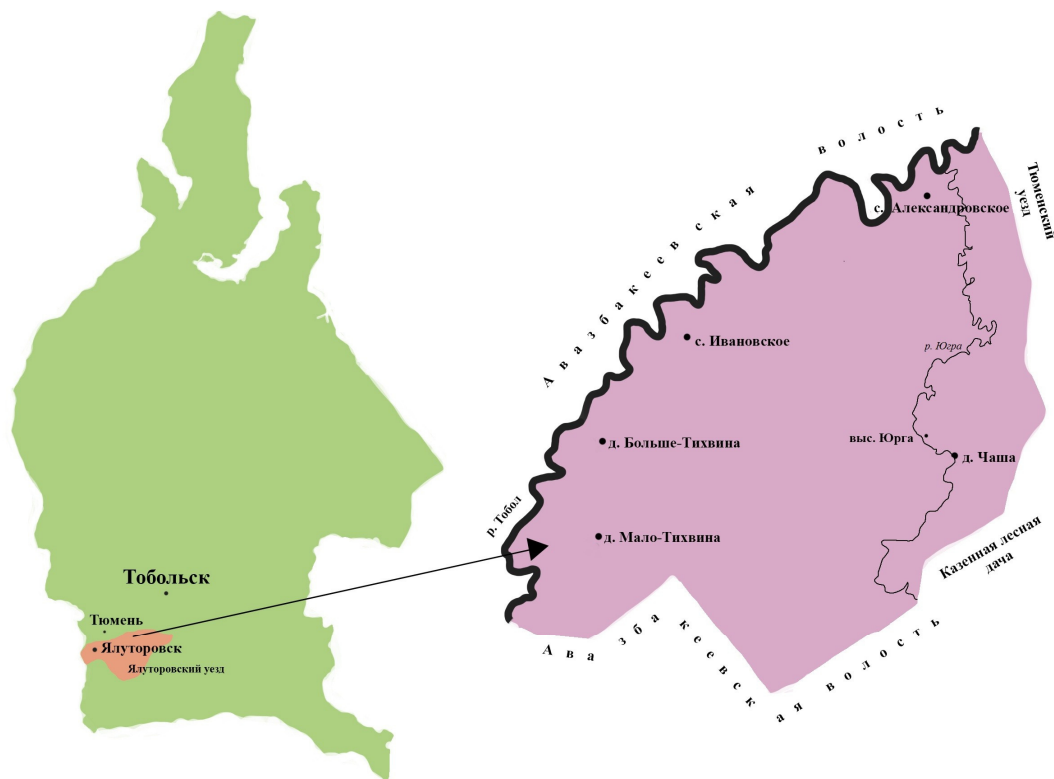 Тобольск
Тюмень
Ялуторовск
Ялуторовский уезд
Авазбакеевская волость
Тюменский
уезд
с. Александровское
с. Ивановское
р. Югра
д. Больше-Тихвина
выс. Юрга
д. Чаша
р. Тобол
д. Мало-Тихвина
Казенная лесная
дача
Авазбакеевская волость